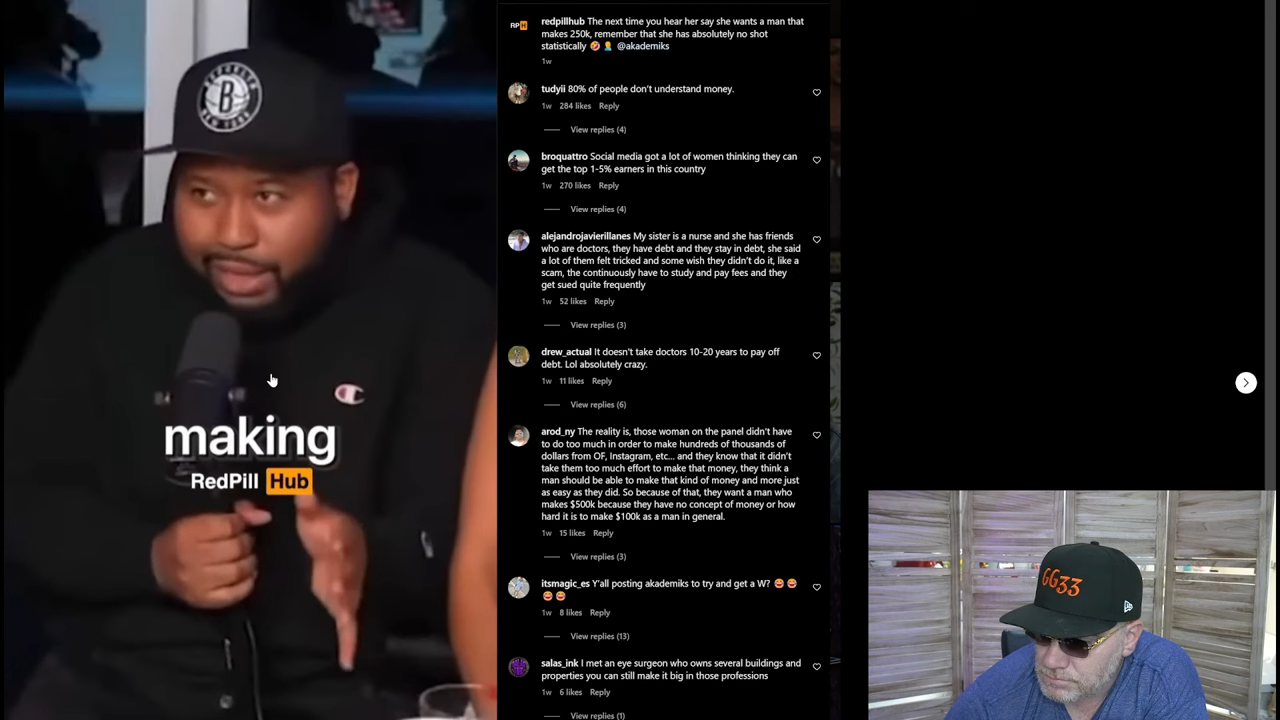 BROOKLYN
B
NEW YORK
making
RedPill Hub
RPH
redpillhub The next time you hear her say she wants a man that
makes 250k, remember that she has absolutely no shot
statistically 🤣 🤦‍♂️ @akademiks
1w
tudyii 80% of people don't understand money.
1w 284 likes Reply
View replies (4)
broquattro Social media got a lot of women thinking they can
get the top 1-5% earners in this country
1w 270 likes Reply
View replies (4)
alejandrojavierillanes My sister is a nurse and she has friends
who are doctors, they have debt and they stay in debt, she said
a lot of them felt tricked and some wish they didn't do it, like a
scam, the continuously have to study and pay fees and they
get sued quite frequently
1w 52 likes Reply
View replies (3)
drew_actual It doesn't take doctors 10-20 years to pay off
debt. Lol absolutely crazy.
1w 11 likes Reply
View replies (6)
arod_ny The reality is, those woman on the panel didn't have
to do too much in order to make hundreds of thousands of
dollars from OF, Instagram, etc... and they know that it didn't
take them too much effort to make that money, they think a
man should be able to make that kind of money and more just
as easy as they did. So because of that, they want a man who
makes $500k because they have no concept of money or how
hard it is to make $100k as a man in general.
1w 15 likes Reply
View replies (3)
itsmagic_es Y'all posting akademiks to try and get a W? 😂 😂
😂 😂
1w 8 likes Reply
View replies (13)
salas_ink I met an eye surgeon who owns several buildings and
properties you can still make it big in those professions
1w 6 likes Reply
View replies (1)
6633